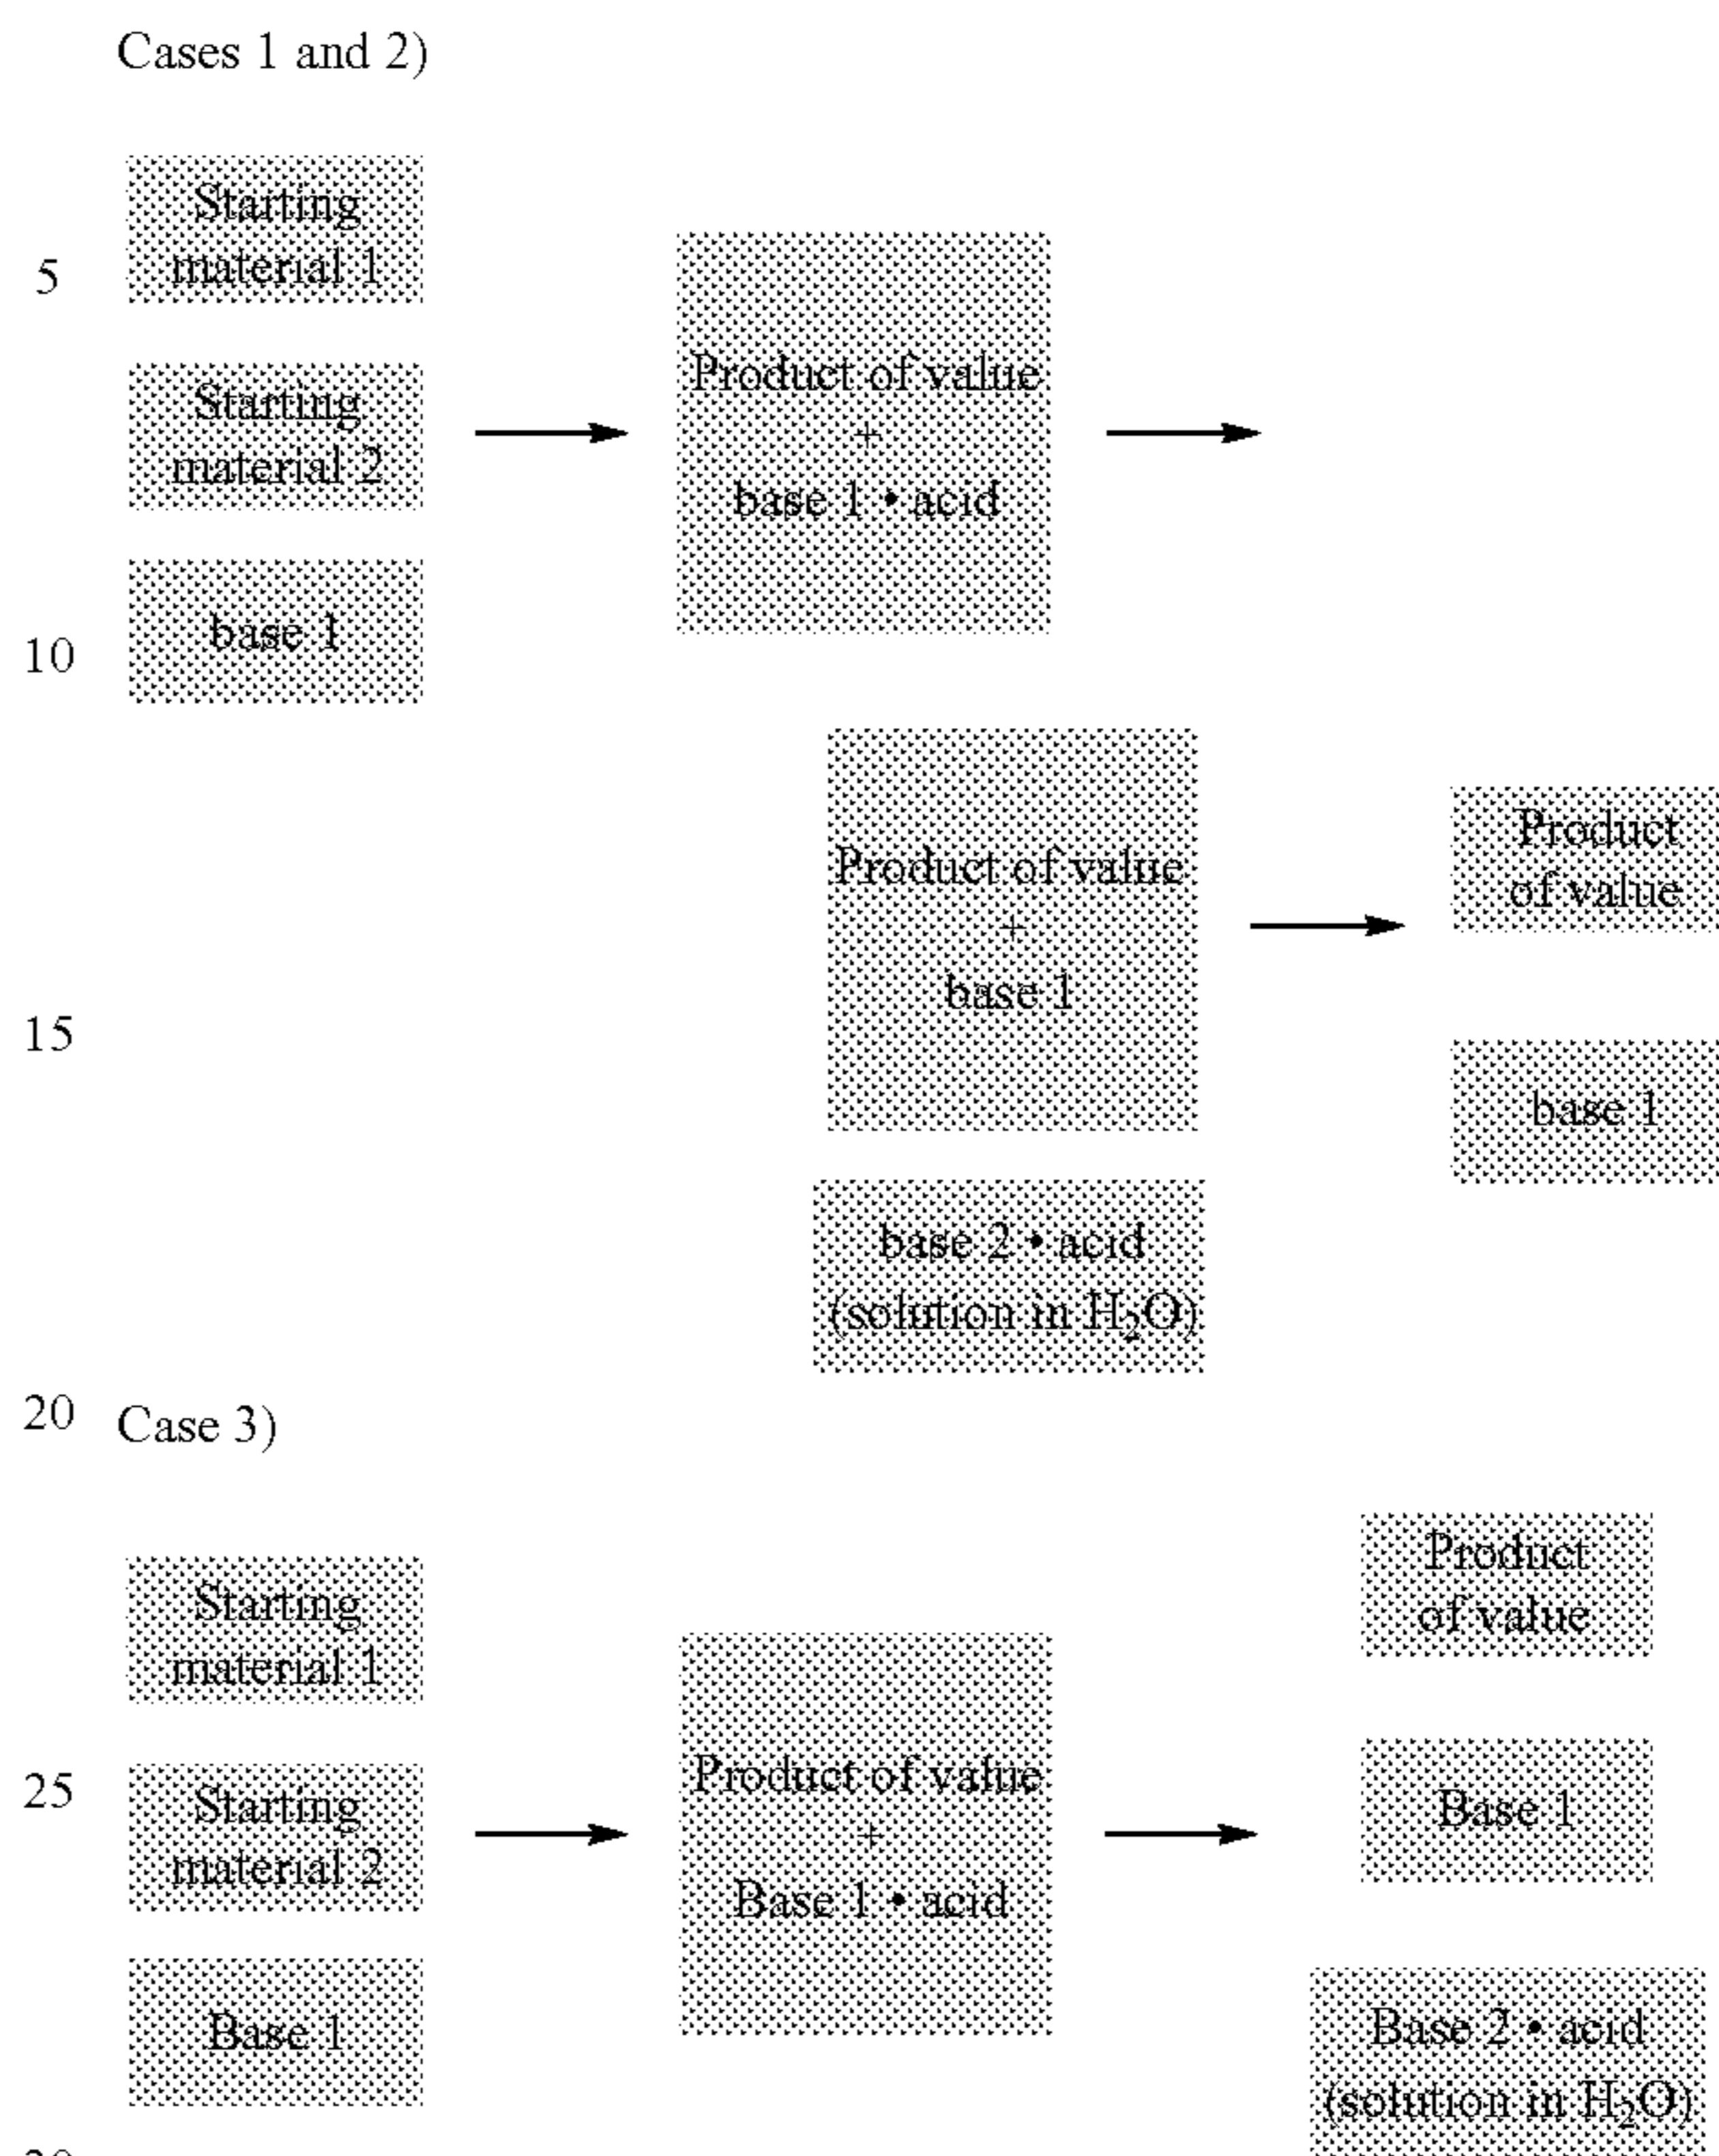 Cases 1 and 2)
Starting
material 1
5
Starting
material 2
Product of value
+
base 1 • acid
base 1
10
Product of value
+
base 1
Product
of value
15
base 1
base 2 • acid
(solution in H₂O)
20
Case 3)
Starting
material 1
25
Starting
material 2
Base 1
Product of value
+
Base 1 • acid
Product
of value
Base 1
Base 2 • acid
(solution in H₂O)